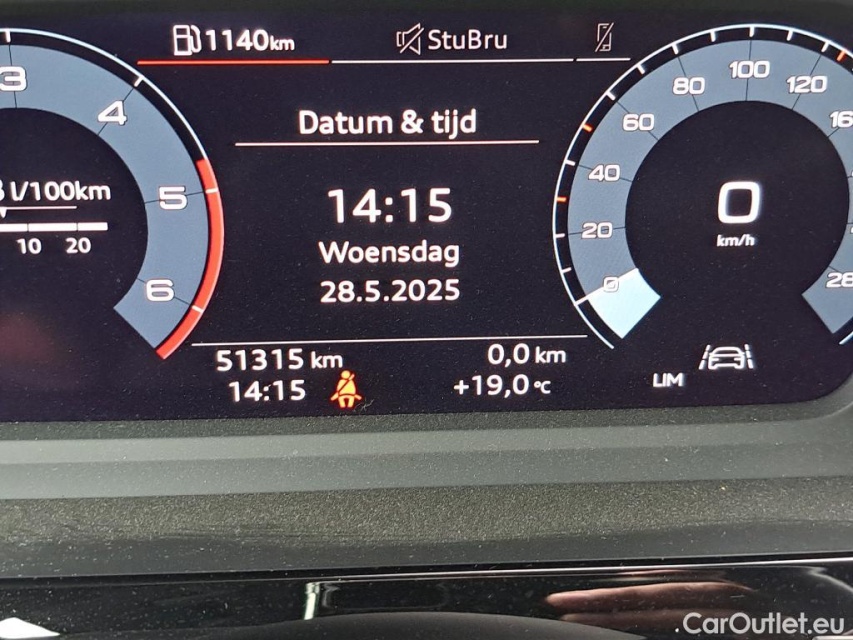 1140km
StuBru
Datum & tijd
14:15
Woensdag
28.5.2025
51315 km
0,0 km
14:15
+19,0 °C
3
4
5
6
l/100km
10 20
0
20
40
60
80
100
120
0
km/h
LIM
CarOutlet.eu